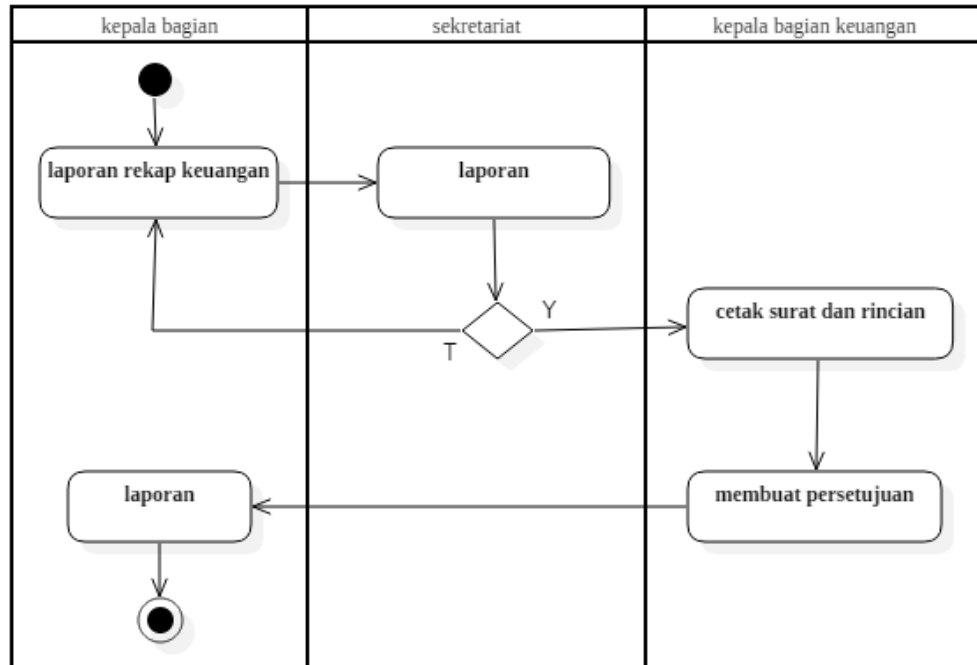 kepala bagian
sekretariat
kepala bagian keuangan
laporan rekap keuangan
laporan
Y
T
cetak surat dan rincian
laporan
membuat persetujuan